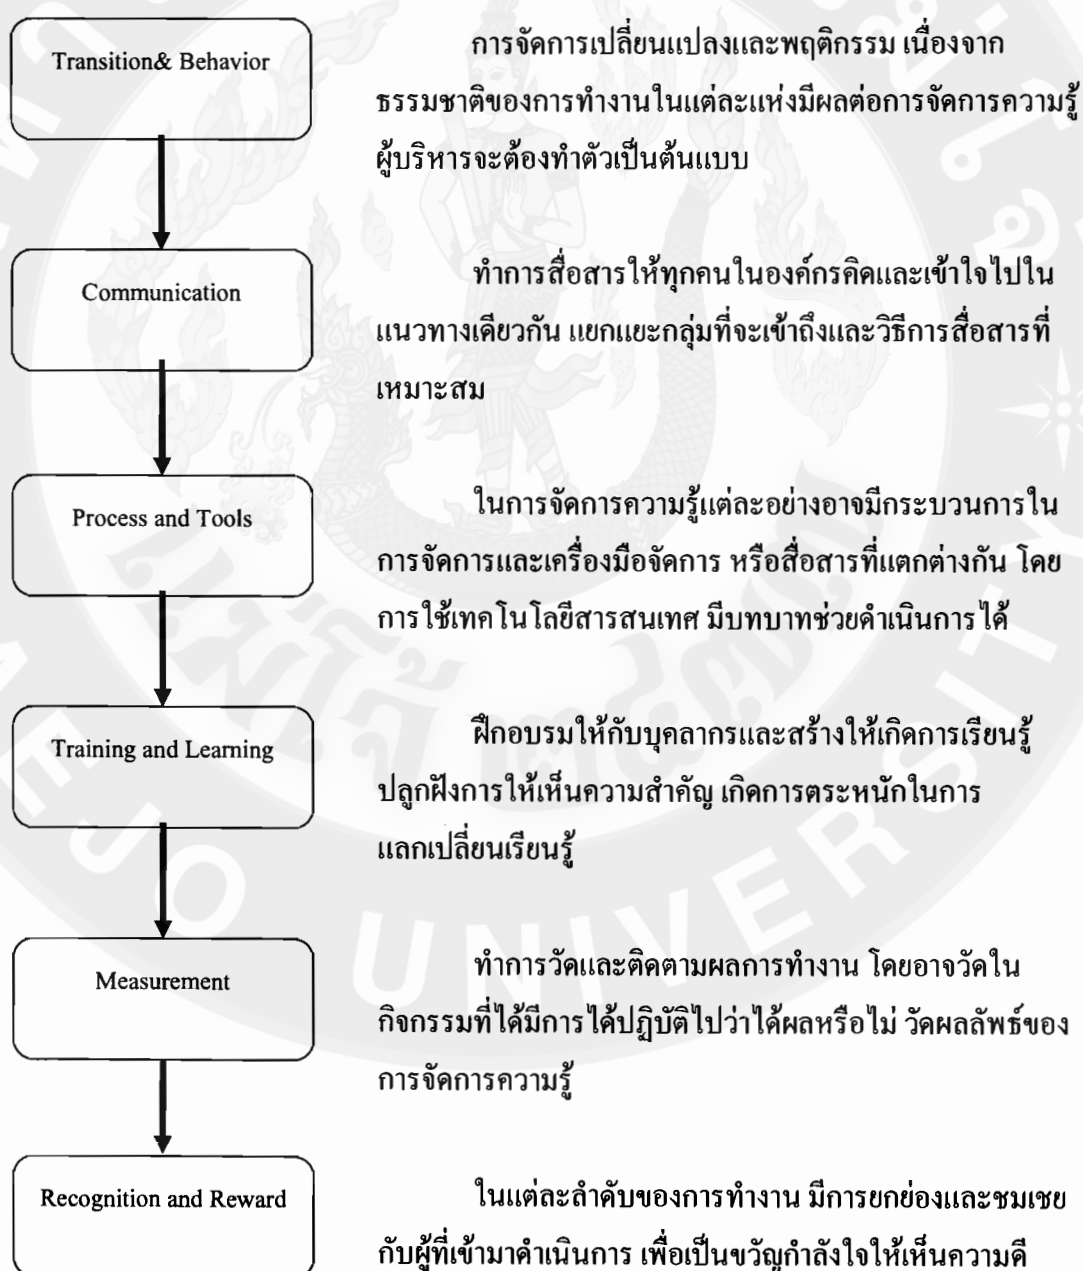 Transition& Behavior
การจัดการเปลี่ยนแปลงและพฤติกรรม เนื่องจาก
ธรรมชาติของการทำงานในแต่ละแห่งมีผลต่อการจัดการความรู้
ผู้บริหารจะต้องทำตัวเป็นต้นแบบ
Communication
ทำการสื่อสารให้ทุกคนในองค์กรคิดและเข้าใจไปใน
แนวทางเดียวกัน แยกแยะกลุ่มที่จะเข้าถึงและวิธีการสื่อสารที่
เหมาะสม
Process and Tools
ในการจัดการความรู้แต่ละอย่างอาจมีกระบวนการใน
การจัดการและเครื่องมือจัดการ หรือสื่อสารที่แตกต่างกัน โดย
การใช้เทคโนโลยีสารสนเทศ มีบทบาทช่วยดำเนินการได้
Training and Learning
ฝึกอบรมให้กับบุคลากรและสร้างให้เกิดการเรียนรู้
ปลูกฝังการให้เห็นความสำคัญ เกิดการตระหนักในการ
แลกเปลี่ยนเรียนรู้
Measurement
ทำการวัดและติดตามผลการทำงาน โดยอาจวัดใน
กิจกรรมที่ได้มีการได้ปฏิบัติไปว่าได้ผลหรือไม่ วัดผลลัพธ์ของ
การจัดการความรู้
Recognition and Reward
ในแต่ละลำดับของการทำงาน มีการยกย่องและชมเชย
กับผู้ที่เข้ามาดำเนินการ เพื่อเป็นขวัญกำลังใจให้เห็นความดี
EJO UNIVERSITY